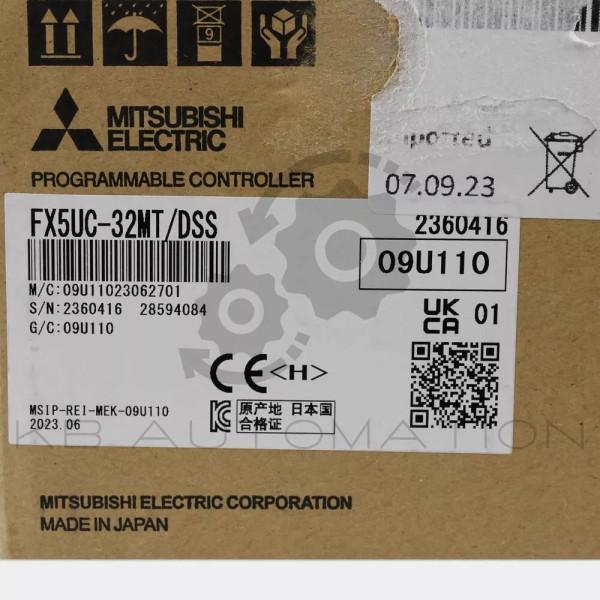 9
MITSUBISHI
ELECTRIC
PROGRAMMABLE CONTROLLER
07.09.23
FX5UC-32MT/DSS 2360416
09U110
M/C:09U11023062701
S/N:2360416 28594084
G/C:09U110
UK
CA 01
CE <H>
MSIP-REI-MEK-09U110
2023.06
原产地 日本国
合格证
KB AUTOMATION
MITSUBISHI ELECTRIC CORPORATION
MADE IN JAPAN